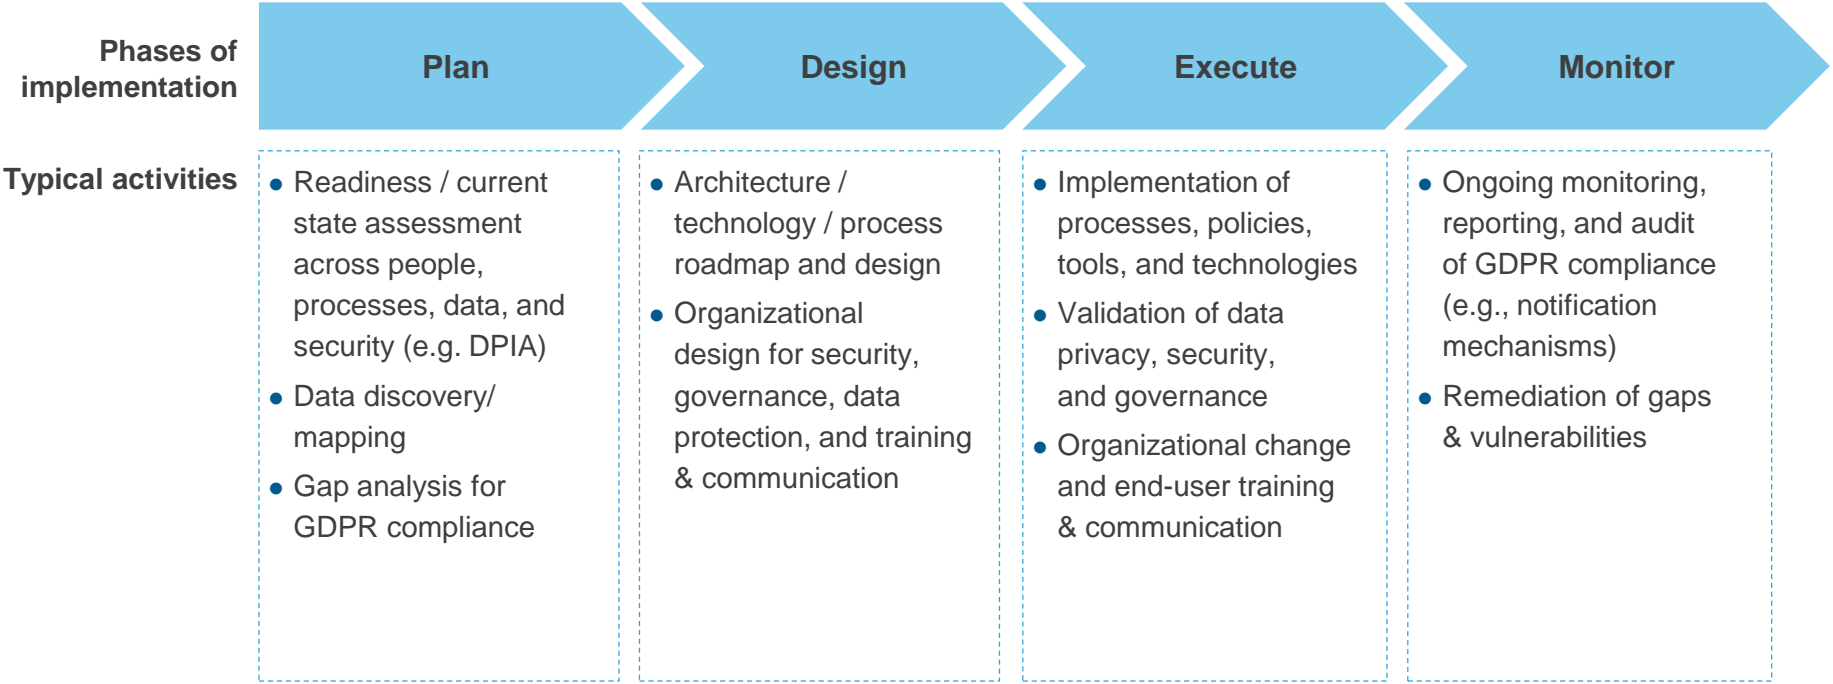 Phases of
implementation
Plan
Design
Execute
Monitor
Typical activities
● Readiness / current
state assessment
across people,
processes, data, and
security (e.g. DPIA)
● Data discovery/
mapping
● Gap analysis for
GDPR compliance
● Architecture /
technology / process
roadmap and design
● Organizational
design for security,
governance, data
protection, and training
& communication
● Implementation of
processes, policies,
tools, and technologies
● Validation of data
privacy, security,
and governance
● Organizational change
and end-user training
& communication
● Ongoing monitoring,
reporting, and audit
of GDPR compliance
(e.g., notification
mechanisms)
● Remediation of gaps
& vulnerabilities